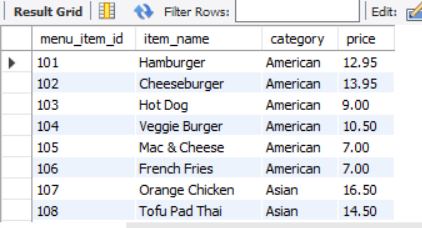 Result Grid Filter Rows: Edit:
menu_item_id item_name category price
101 Hamburger American 12.95
102 Cheeseburger American 13.95
103 Hot Dog American 9.00
104 Veggie Burger American 10.50
105 Mac & Cheese American 7.00
106 French Fries American 7.00
107 Orange Chicken Asian 16.50
108 Tofu Pad Thai Asian 14.50